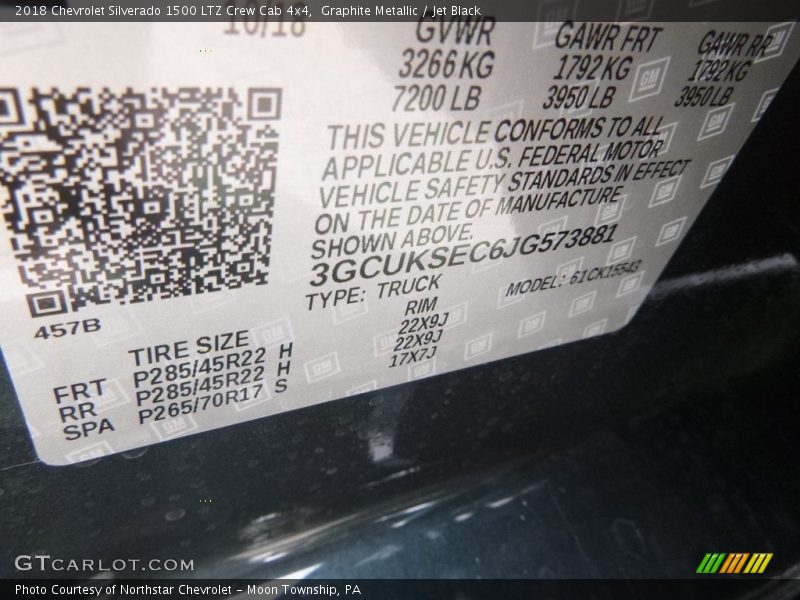 2018 Chevrolet Silverado 1500 LTZ Crew Cab 4x4,  Graphite Metallic / Jet Black
10/18
GVWR GAWR FRT GAWR RR
3266 KG 1792 KG 1792 KG
7200 LB 3950 LB 3950 LB
THIS VEHICLE CONFORMS TO ALL
APPLICABLE U.S. FEDERAL MOTOR
VEHICLE SAFETY STANDARDS IN EFFECT
ON THE DATE OF MANUFACTURE
SHOWN ABOVE.
3GCUKSEC6JG573881
TYPE: TRUCK MODEL: 61CK15543
457B
TIRE SIZE RIM
FRT P285/45R22 H 22X9J
RR P285/45R22 H 22X9J
SPA P265/70R17 S 17X7J
GM
GTCARLOT.COM
Photo Courtesy of Northstar Chevrolet – Moon Township, PA